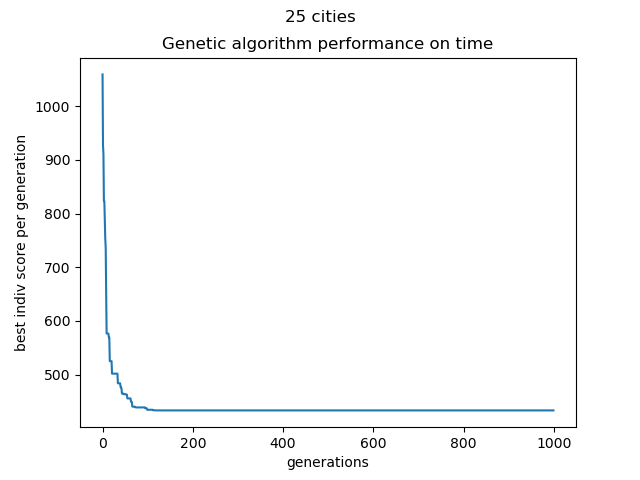 25 cities
Genetic algorithm performance on time
1000
900
800
700
600
500
best indiv score per generation
0 200 400 600 800 1000
generations